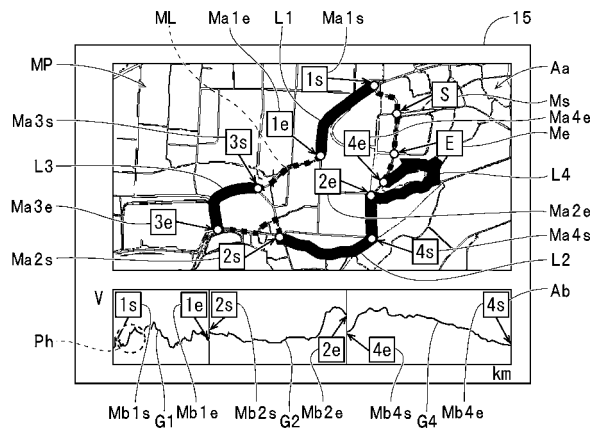 ML Ma1e L1 Ma1s 15
MP 1s Aa
S Ms
Ma3s 1e Ma4e
3s 4e E Me
L3 2e L4
Ma3e 3e Ma2e
Ma2s 2s 4s Ma4s
L2
V 1s 1e 2s 4s Ab
Ph 2e 4e
km
Mb1s G1 Mb1e Mb2s G2 Mb2e Mb4s G4 Mb4e